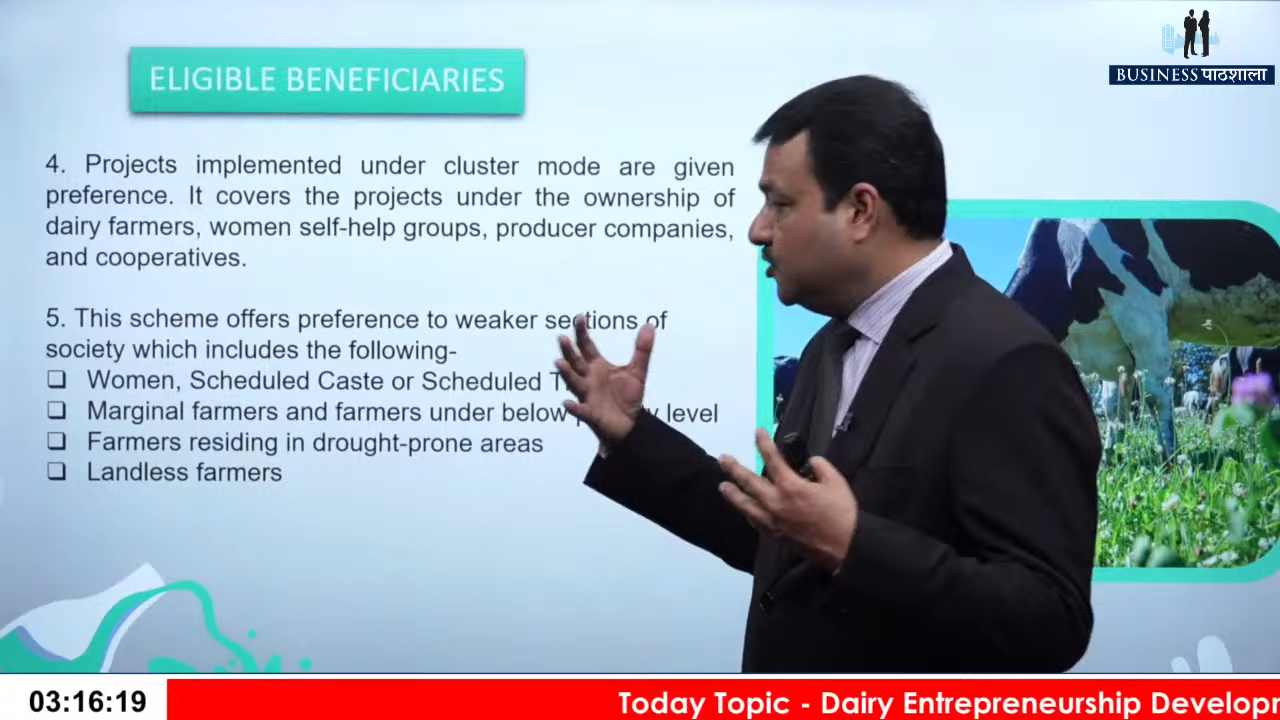 ELIGIBLE BENEFICIARIES
BUSINESS पाठशाला
4. Projects implemented under cluster mode are given
preference. It covers the projects under the ownership of
dairy farmers, women self-help groups, producer companies,
and cooperatives.
5. This scheme offers preference to weaker sections of
society which includes the following-
Women, Scheduled Caste or Scheduled
Marginal farmers and farmers under below level
Farmers residing in drought-prone areas
Landless farmers
03:16:19
Today Topic - Dairy Entrepreneurship